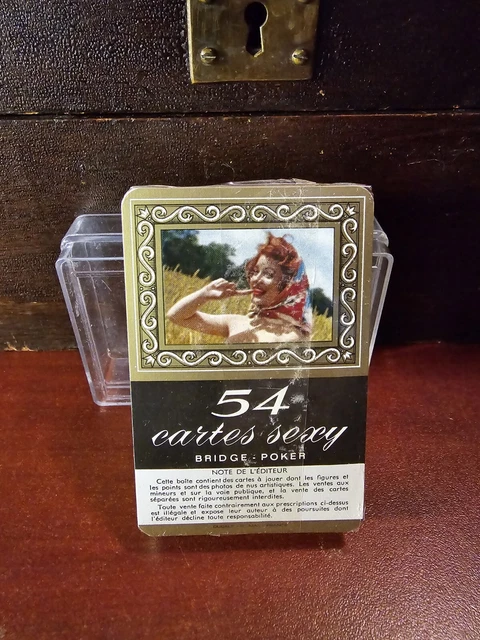 54
cartes sexy
BRIDGE - POKER
NOTE DE L'ÉDITEUR
Cette boîte contient des cartes à jouer dont les figures et
les points sont des photos de nus artistiques. Les ventes aux
mineurs et sur la voie publique, et la vente des cartes
séparées sont rigoureusement interdites.
Toute vente faite contrairement aux prescriptions ci-dessus
est illégale et expose leur auteur à des poursuites dont
l'éditeur décline toute responsabilité.